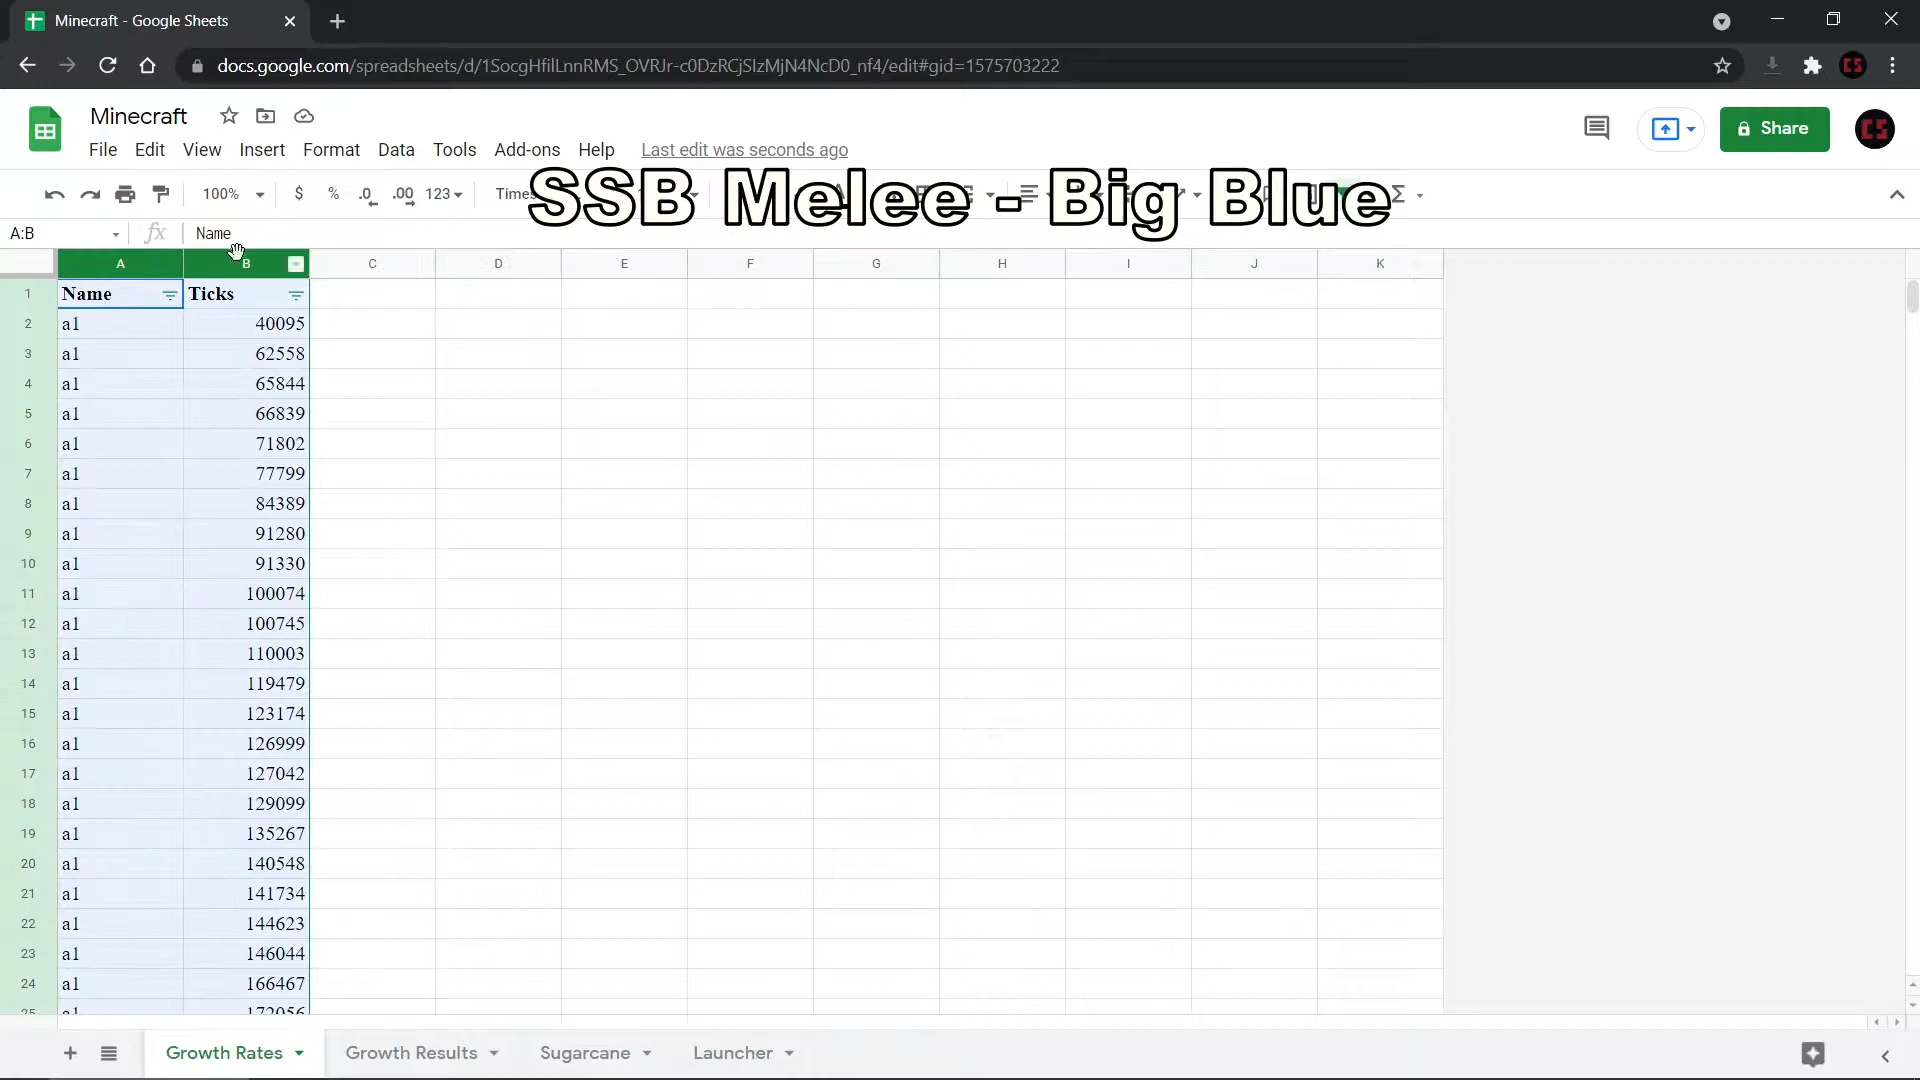 Minecraft - Google Sheets
docs.google.com/spreadsheets/d/1SocgHfilLnnRMS_OVRJr-c0DzRCjSIzMjN4NcD0_nf4/edit#gid=1575703222
Minecraft
Share
File Edit View Insert Format Data Tools Add-ons Help Last edit was seconds ago
100% $ % .0 .00 123 Times
SSB Melee - Big Blue
A:B fx Name
A B C D E F G H I J K
1 Name Ticks
2 a1 40095
3 a1 62558
4 a1 65844
5 a1 66839
6 a1 71802
7 a1 77799
8 a1 84389
9 a1 91280
10 a1 91330
11 a1 100074
12 a1 100745
13 a1 110003
14 a1 119479
15 a1 123174
16 a1 126999
17 a1 127042
18 a1 129099
19 a1 135267
20 a1 140548
21 a1 141734
22 a1 144623
23 a1 146044
24 a1 166467
25 a1 172056
Growth Rates Growth Results Sugarcane Launcher